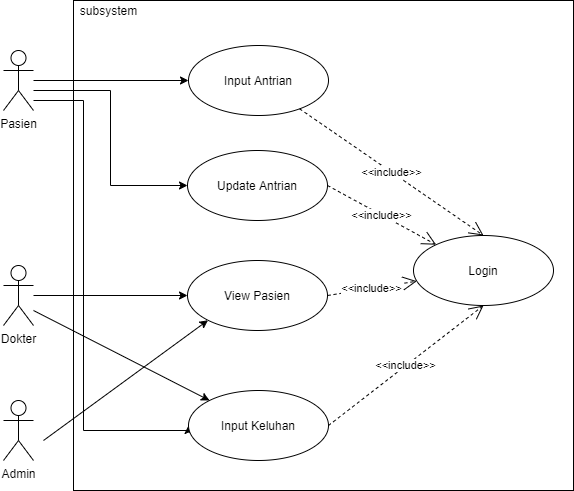 subsystem
Input Antrian
Pasien
<<include>>
Update Antrian
<<include>>
Login
View Pasien
<<include>>
Dokter
<<include>>
Input Keluhan
Admin